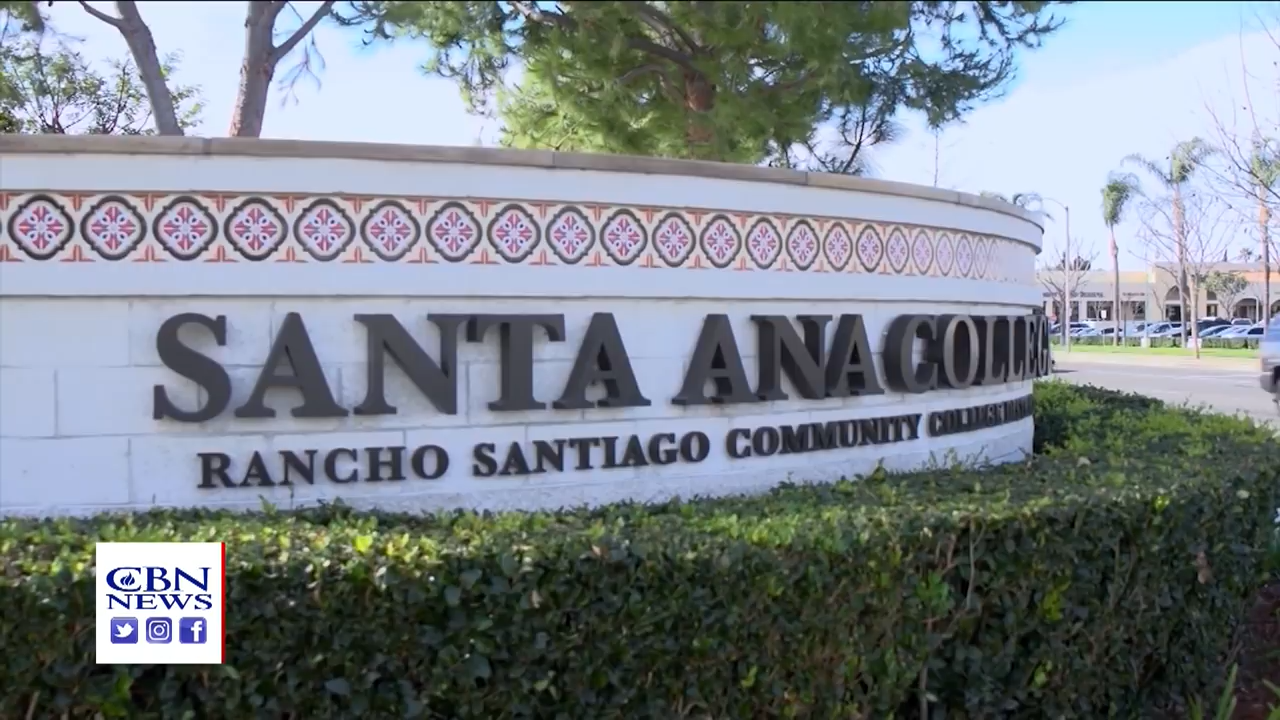 SANTA ANA COLLEGE
RANCHO SANTIAGO COMMUNITY COLLEGE
CBN
NEWS